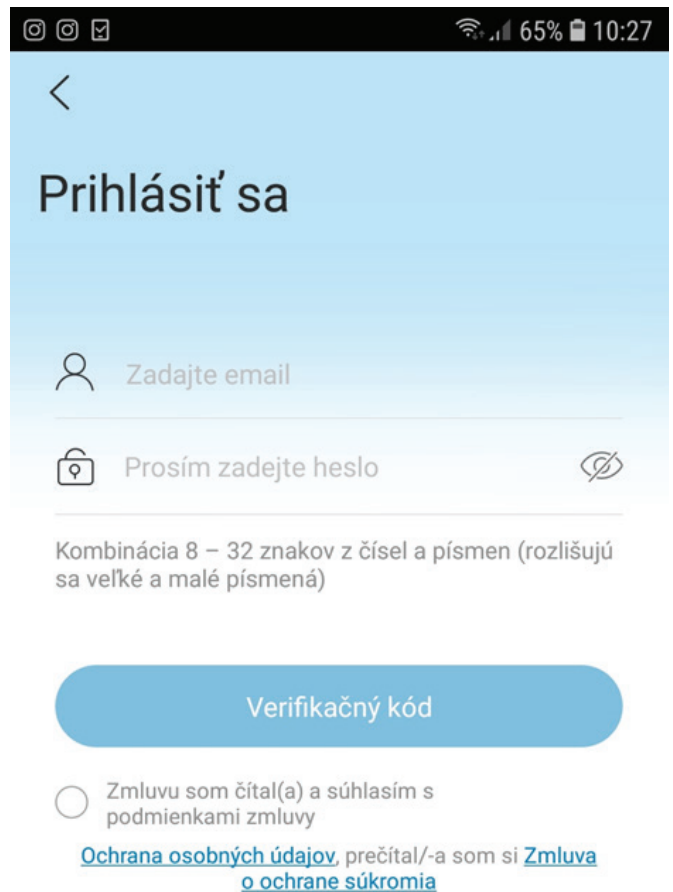 65% 10:27
Prihlásiť sa
Zadajte email
Prosím zadejte heslo
Kombinácia 8 – 32 znakov z čísel a písmen (rozlišujú
sa veľké a malé písmená)
Verifikačný kód
Zmluvu som čítal(a) a súhlasím s
podmienkami zmluvy
Ochrana osobných údajov, prečítal/-a som si Zmluva
o ochrane súkromia